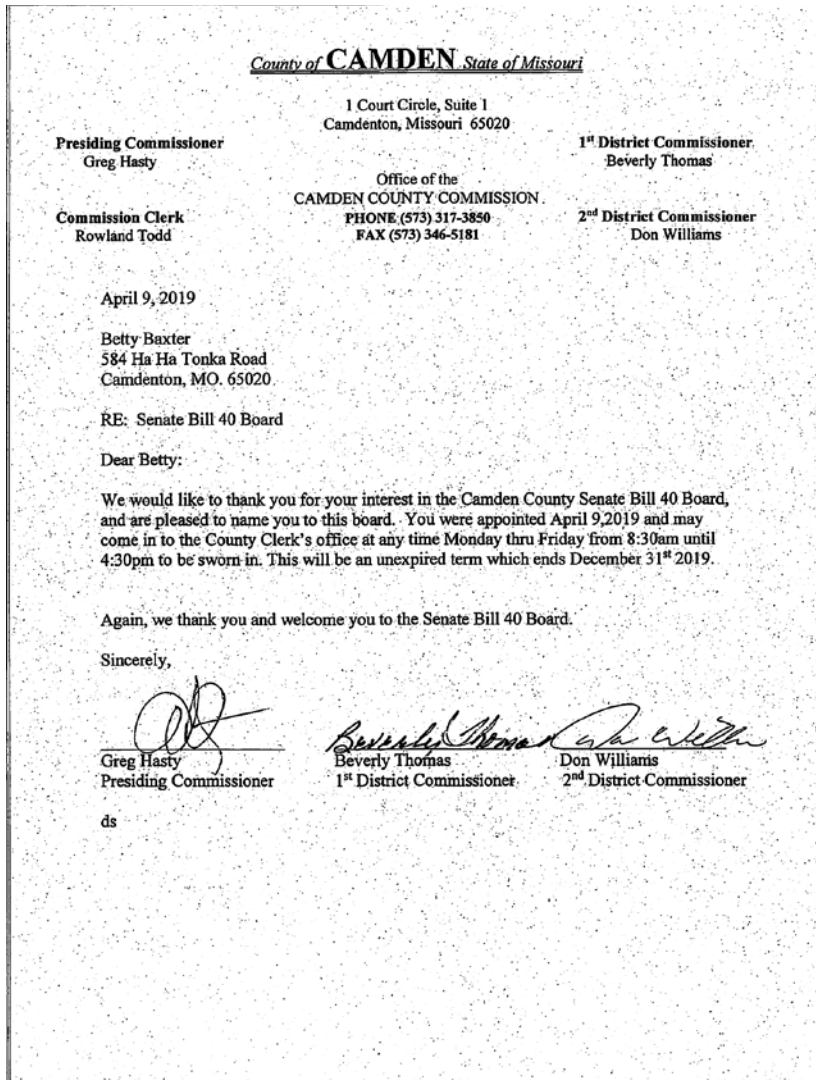 County of CAMDEN State of Missouri
1 Court Circle, Suite 1
Camdenton, Missouri 65020
Presiding Commissioner
Greg Hasty
1st District Commissioner
Beverly Thomas
Office of the
CAMDEN COUNTY COMMISSION
PHONE (573) 317-3850
FAX (573) 346-5181
Commission Clerk
Rowland Todd
2nd District Commissioner
Don Williams
April 9, 2019
Betty Baxter
584 Ha Ha Tonka Road
Camdenton, MO. 65020
RE: Senate Bill 40 Board
Dear Betty:
We would like to thank you for your interest in the Camden County Senate Bill 40 Board,
and are pleased to name you to this board. You were appointed April 9,2019 and may
come in to the County Clerk's office at any time Monday thru Friday from 8:30am until
4:30pm to be sworn in. This will be an unexpired term which ends December 31st 2019.
Again, we thank you and welcome you to the Senate Bill 40 Board.
Sincerely,
Beverly Thomas
Greg Hasty
Presiding Commissioner
Beverly Thomas
1st District Commissioner
Don Williams
2nd District Commissioner
ds